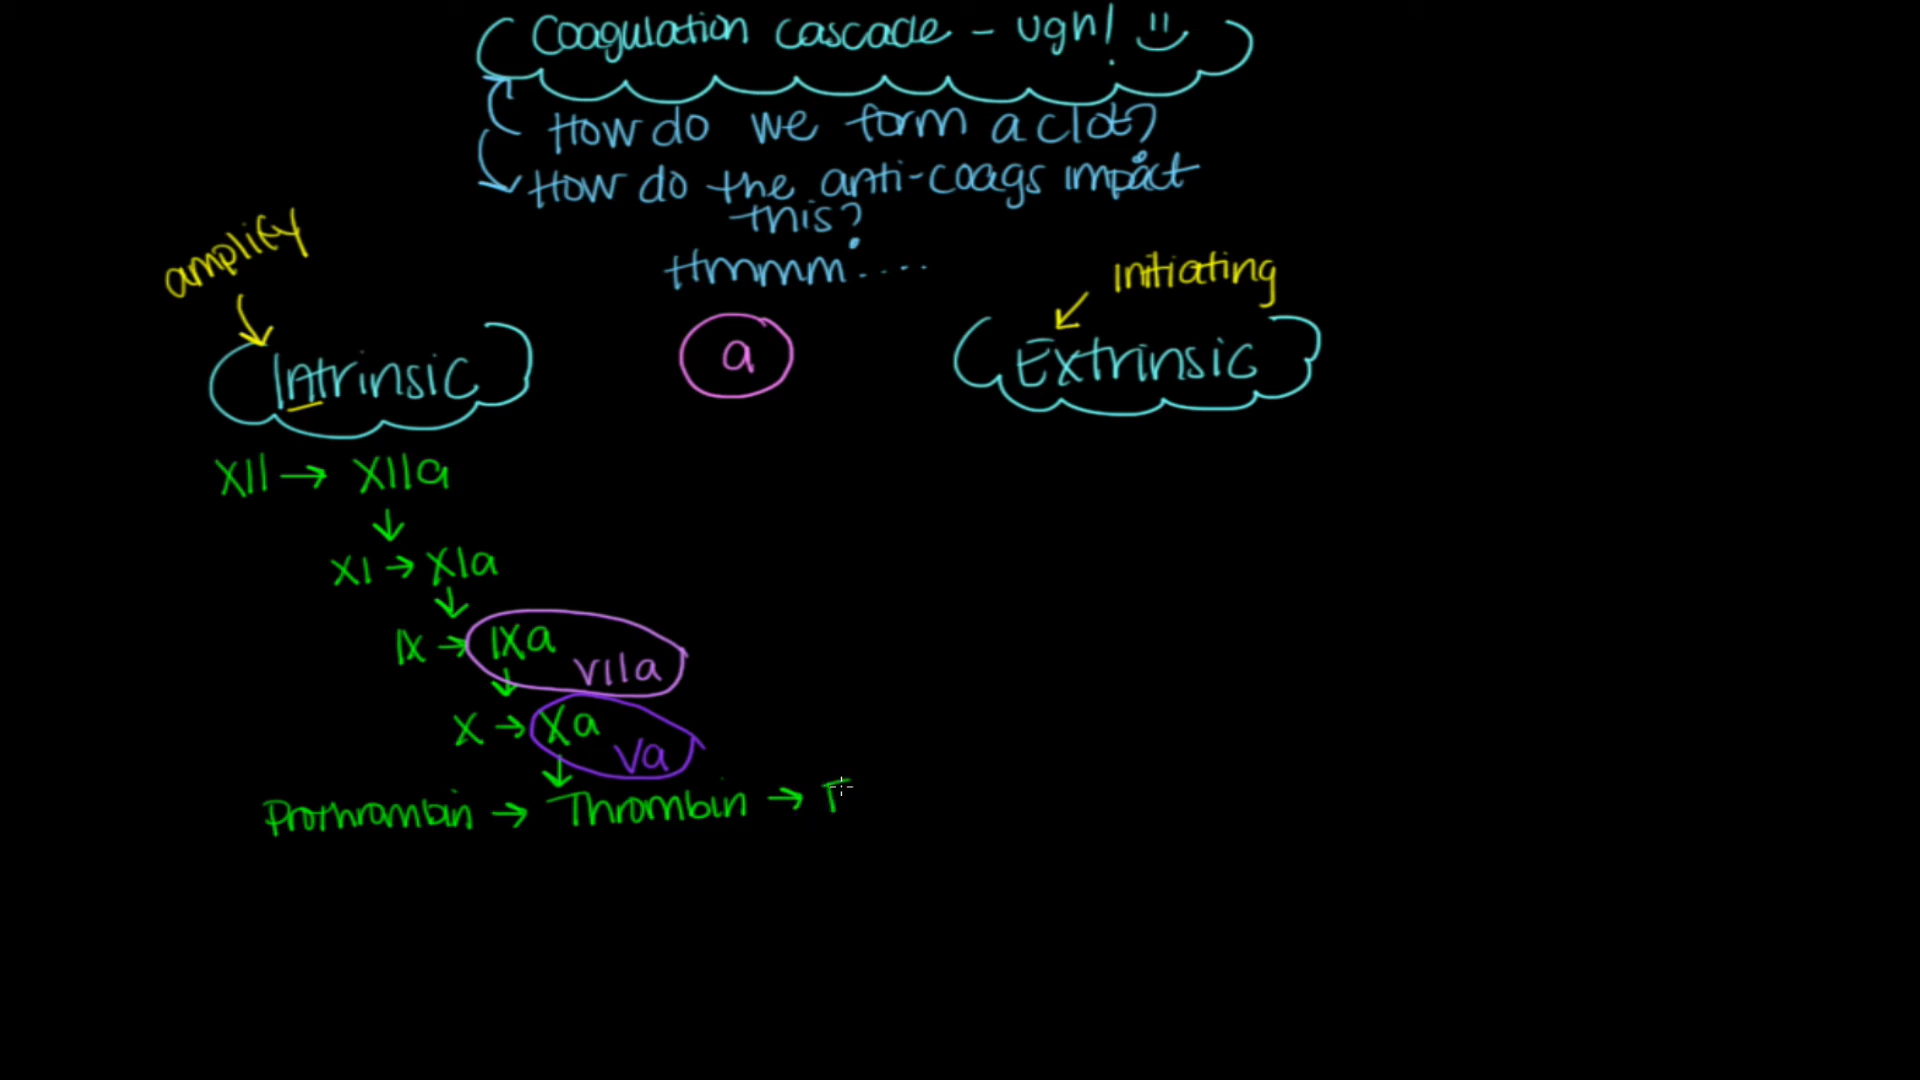 Coagulation cascade - ugh!
How do we form a clot?
How do the anti-coags impact
this?
Hmmm....
amplify
initiating
Intrinsic
a
Extrinsic
XII → XIIa
↓
XI → XIa
↓
IX → IXa
VIIa
↓
X → Xa
Va
↓
Prothrombin → Thrombin → F